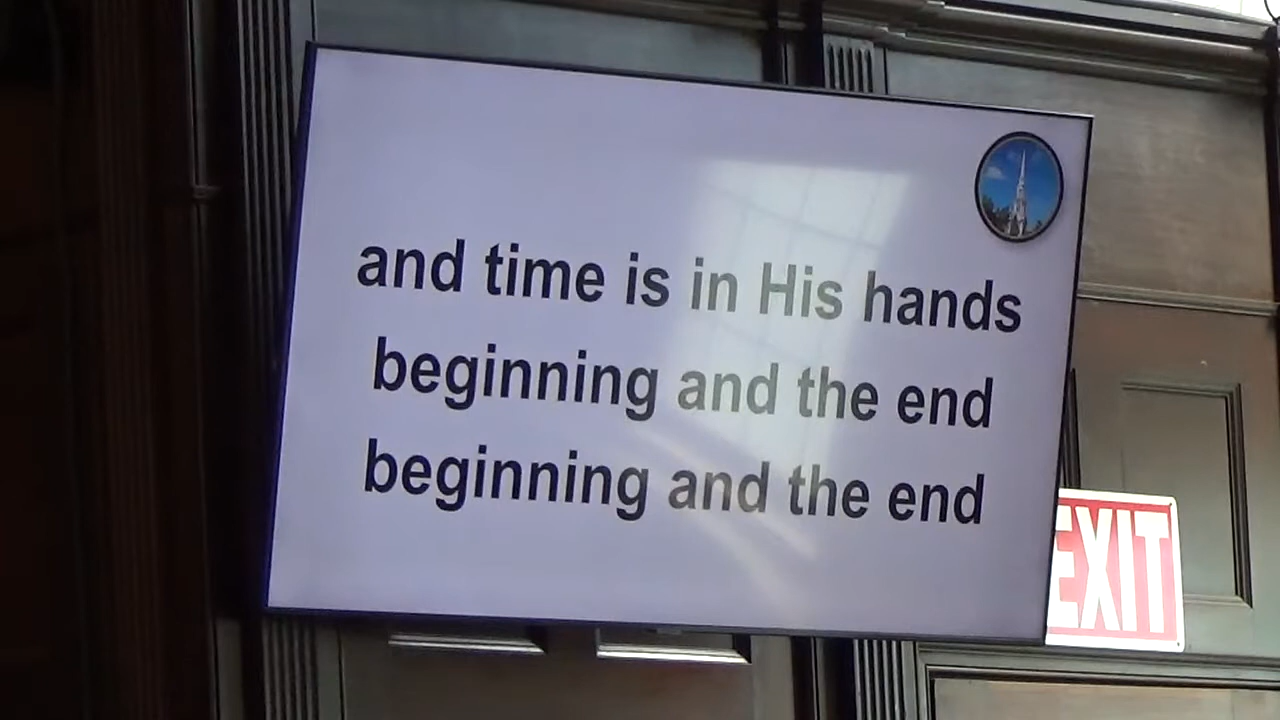 and time is in His hands
beginning and the end
beginning and the end
EXIT